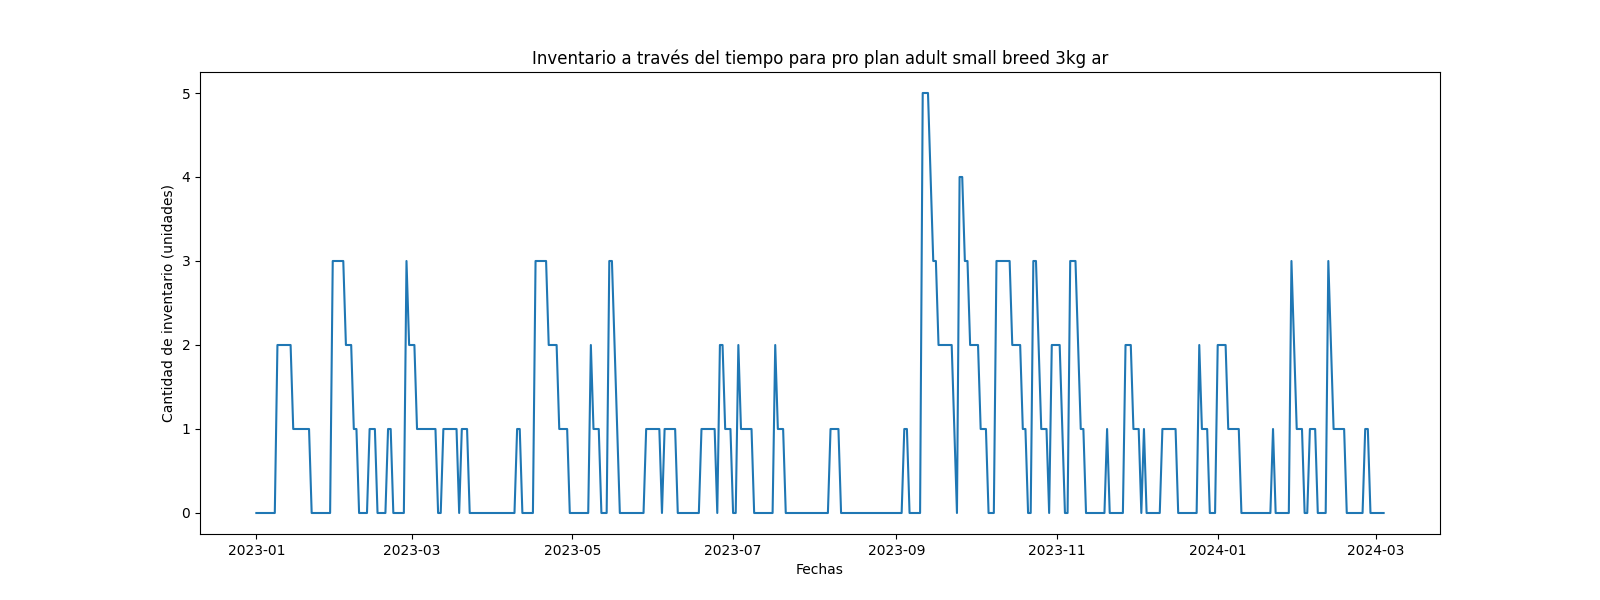 Inventario a través del tiempo para pro plan adult small breed 3kg ar
Cantidad de inventario (unidades)
5
4
3
2
1
0
2023-01 2023-03 2023-05 2023-07 2023-09 2023-11 2024-01 2024-03
Fechas